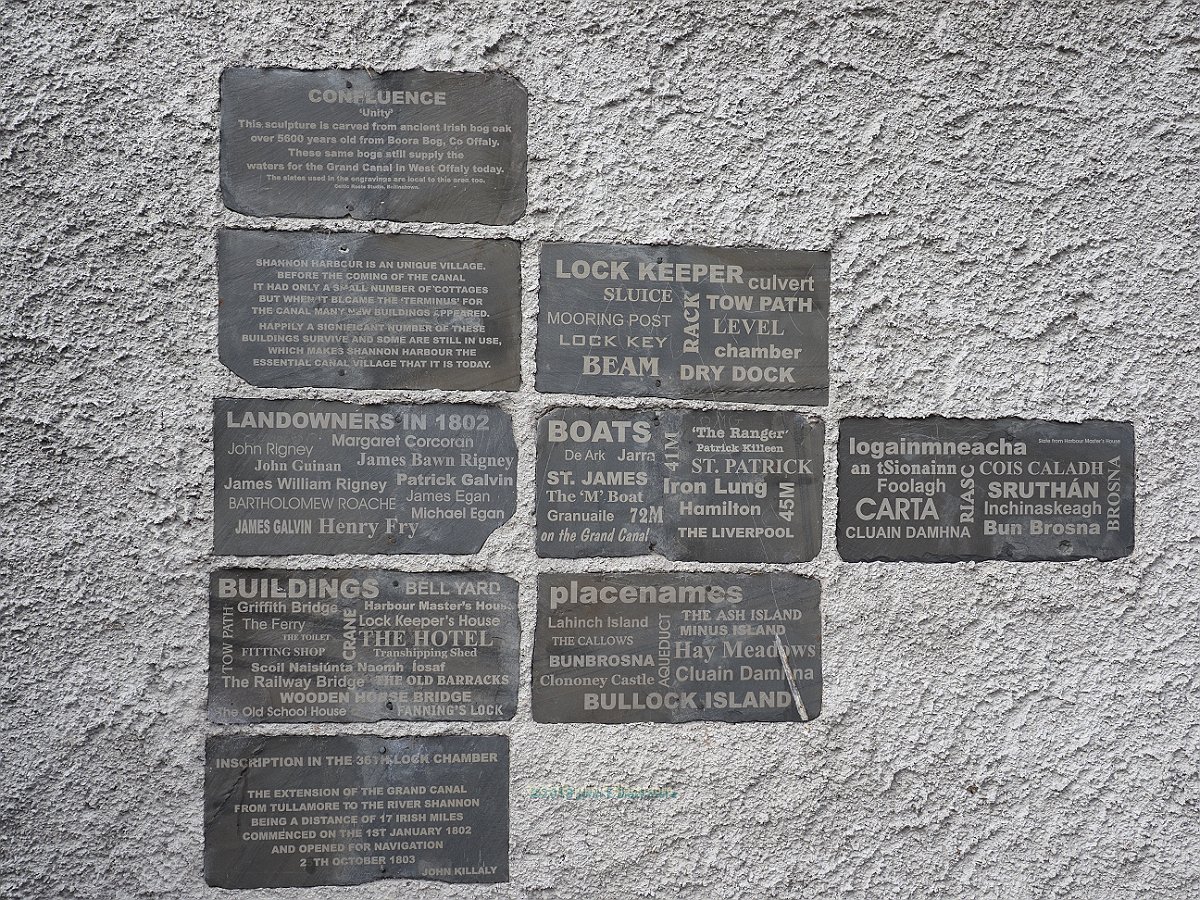 CONFLUENCE
'Unity'
This sculpture is carved from ancient Irish bog oak
over 5600 years old from Boora Bog, Co Offaly.
These same bogs still supply the
waters for the Grand Canal in West Offaly today.
The slates used in the engravings are local to this area too.
Celtic Roots Studio, Ballinahown.
SHANNON HARBOUR IS AN UNIQUE VILLAGE.
BEFORE THE COMING OF THE CANAL
IT HAD ONLY A SMALL NUMBER OF COTTAGES
BUT WHEN IT BECAME THE 'TERMINUS' FOR
THE CANAL MANY NEW BUILDINGS APPEARED.
HAPPILY A SIGNIFICANT NUMBER OF THESE
BUILDINGS SURVIVE AND SOME ARE STILL IN USE,
WHICH MAKES SHANNON HARBOUR THE
ESSENTIAL CANAL VILLAGE THAT IT IS TODAY.
LOCK KEEPER culvert
SLUICE RACK TOW PATH
MOORING POST LEVEL
LOCK KEY chamber
BEAM DRY DOCK
LANDOWNERS IN 1802
John Rigney Margaret Corcoran
John Guinan James Bawn Rigney
James William Rigney Patrick Galvin
BARTHOLOMEW ROACHE James Egan
Michael Egan
JAMES GALVIN Henry Fry
BOATS 41M 'The Ranger'
De Ark Jarra Patrick Killeen
ST. JAMES ST. PATRICK
The 'M' Boat Iron Lung 45M
Granuaile 72M Hamilton
on the Grand Canal THE LIVERPOOL
logainmneacha Slate from Harbour Master's House
an tSionainn RIASC COIS CALADH BROSNA
Foolagh SRUTHÁN
CARTA Inchinaskeagh
CLUAIN DAMHNA Bun Brosna
BUILDINGS BELL YARD
TOW PATH Griffith Bridge CRANE Harbour Master's House
The Ferry Lock Keeper's House
THE TOILET THE HOTEL
FITTING SHOP Transhipping Shed
Scoil Naisiúnta Naomh Íosaf
The Railway Bridge THE OLD BARRACKS
WOODEN HORSE BRIDGE
The Old School House FANNING'S LOCK
placenames
Lahinch Island AQUEDUCT THE ASH ISLAND
THE CALLOWS MINUS ISLAND
BUNBROSNA Hay Meadows
Clononey Castle Cluain Damhna
BULLOCK ISLAND
INSCRIPTION IN THE 35TH LOCK CHAMBER
THE EXTENSION OF THE GRAND CANAL
FROM TULLAMORE TO THE RIVER SHANNON
BEING A DISTANCE OF 17 IRISH MILES
COMMENCED ON THE 1ST JANUARY 1802
AND OPENED FOR NAVIGATION
TH OCTOBER 1803
JOHN KILLALY